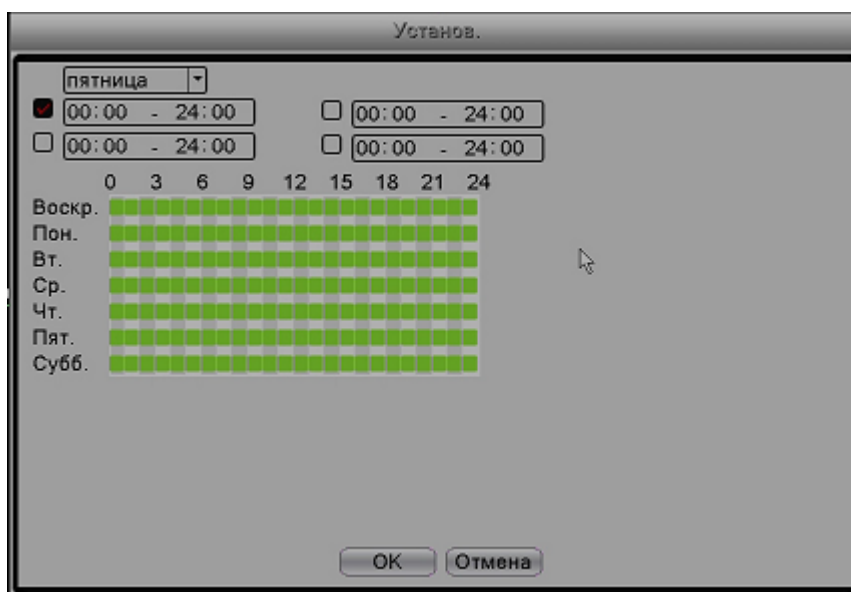 Установ.
пятница
00:00 - 24:00 00:00 - 24:00
00:00 - 24:00 00:00 - 24:00
0 3 6 9 12 15 18 21 24
Воскр.
Пон.
Вт.
Ср.
Чт.
Пят.
Субб.
OK Отмена